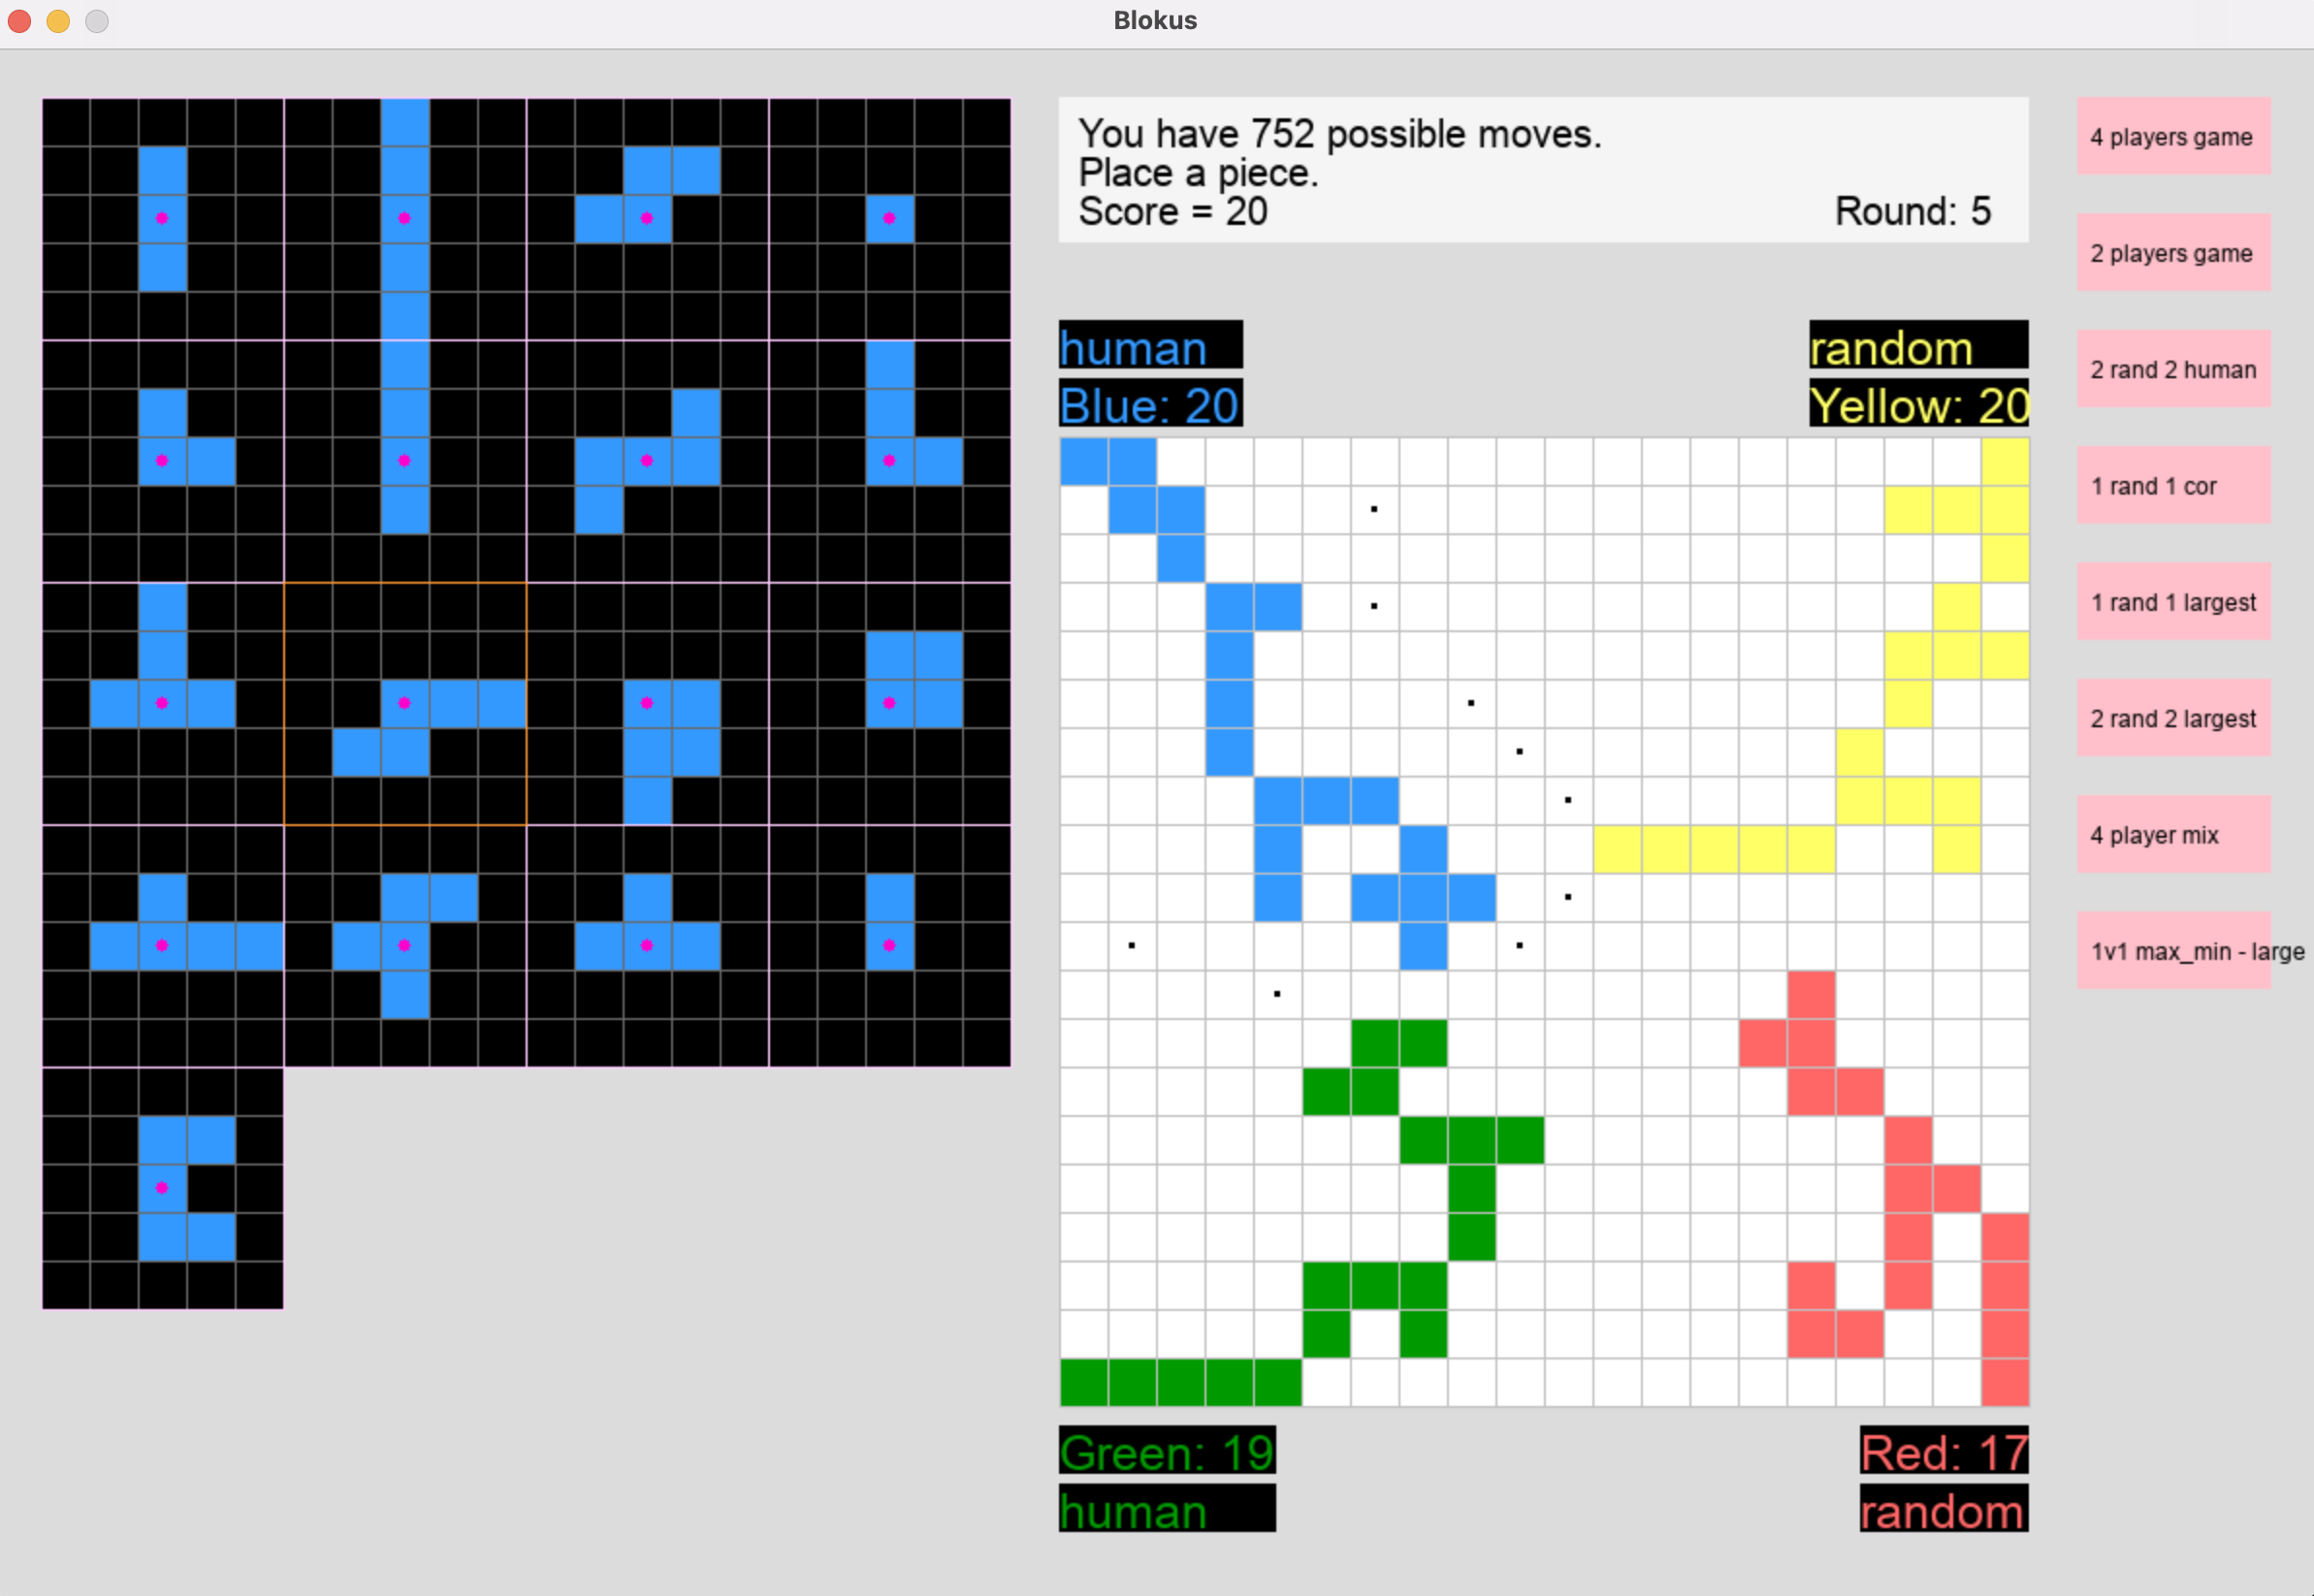 Blokus
You have 752 possible moves.
Place a piece.
Score = 20
Round: 5
human
random
Blue: 20
Yellow: 20
Green: 19
Red: 17
human
random
4 players game
2 players game
2 rand 2 human
1 rand 1 cor
1 rand 1 largest
2 rand 2 largest
4 player mix
1v1 max_min - large